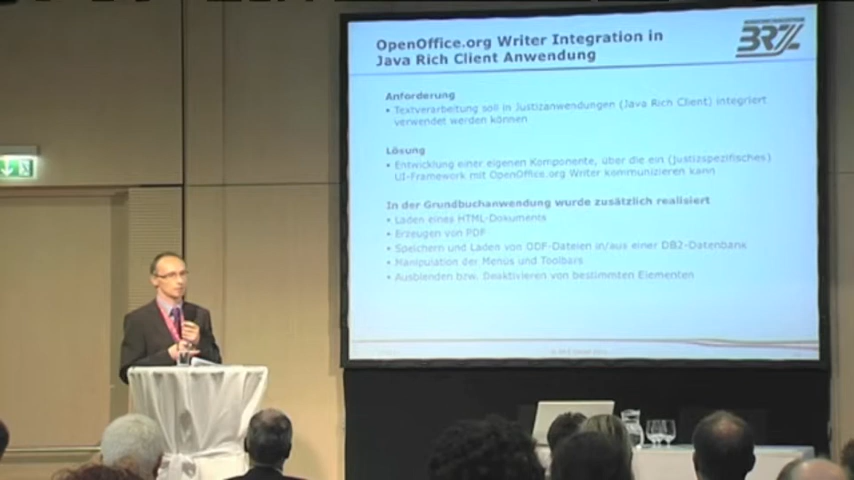 OpenOffice.org Writer Integration in
Java Rich Client Anwendung
BRZ
Anforderung
• Textverarbeitung soll in Justizanwendungen (Java Rich Client) integriert
verwendet werden können
Lösung
• Entwicklung einer eigenen Komponente, über die ein (justizspezifisches)
UI-Framework mit OpenOffice.org Writer kommunizieren kann
In der Grundbuchanwendung wurde zusätzlich realisiert
• Laden eines HTML-Dokuments
• Erzeugen von PDF
• Speichern und Laden von ODF-Dateien in/aus einer DB2-Datenbank
• Manipulation der Menüs und Toolbars
• Ausblenden bzw. Deaktivieren von bestimmten Elementen